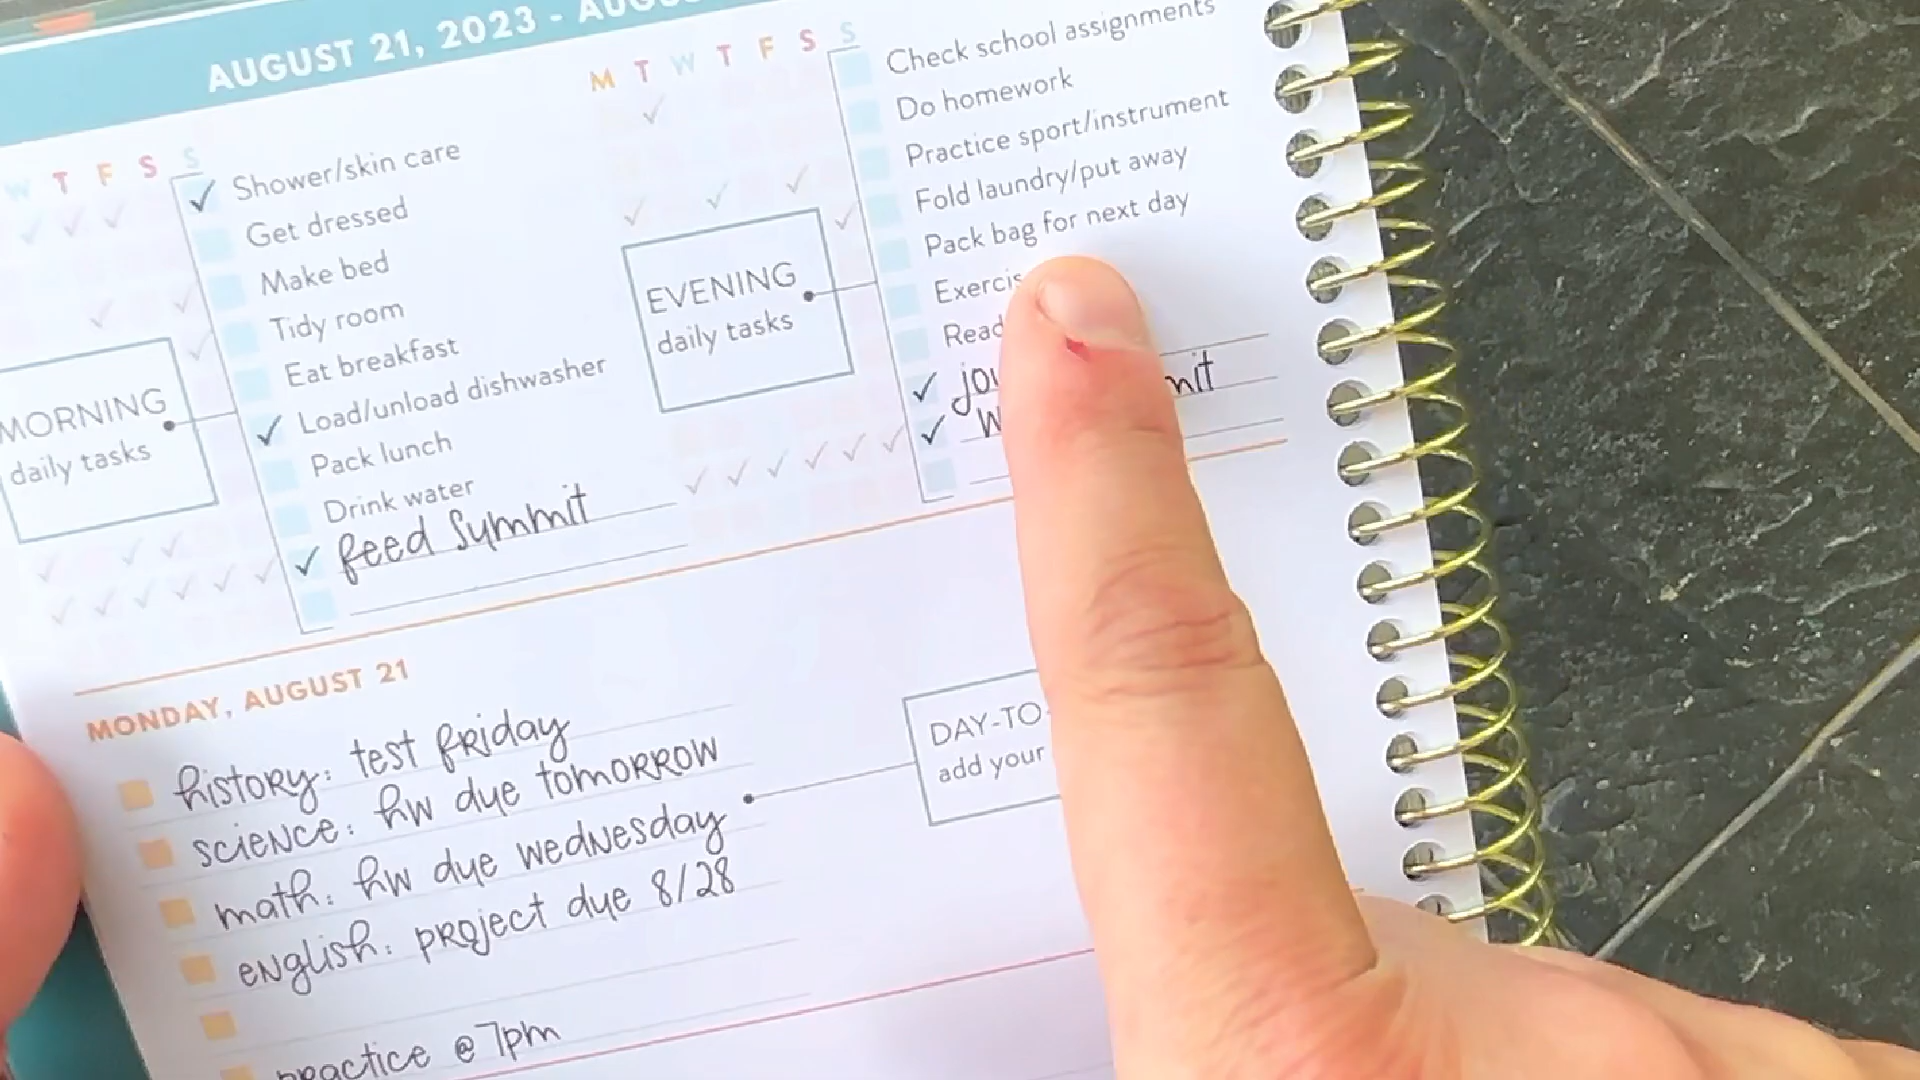 AUGUST 21, 2023 -
W T F S S
Shower/skin care
Get dressed
Make bed
Tidy room
Eat breakfast
Load/unload dishwasher
Pack lunch
Drink water
feed Summit
MORNING
daily tasks
M T W T F S S
Check school assignments
Do homework
Practice sport/instrument
Fold laundry/put away
Pack bag for next day
Read
EVENING
daily tasks
MONDAY, AUGUST 21
history: test friday
science: hw due tomorrow
math: hw due wednesday
english: project due 8/28
practice @ 7pm
DAY-TO-
add your